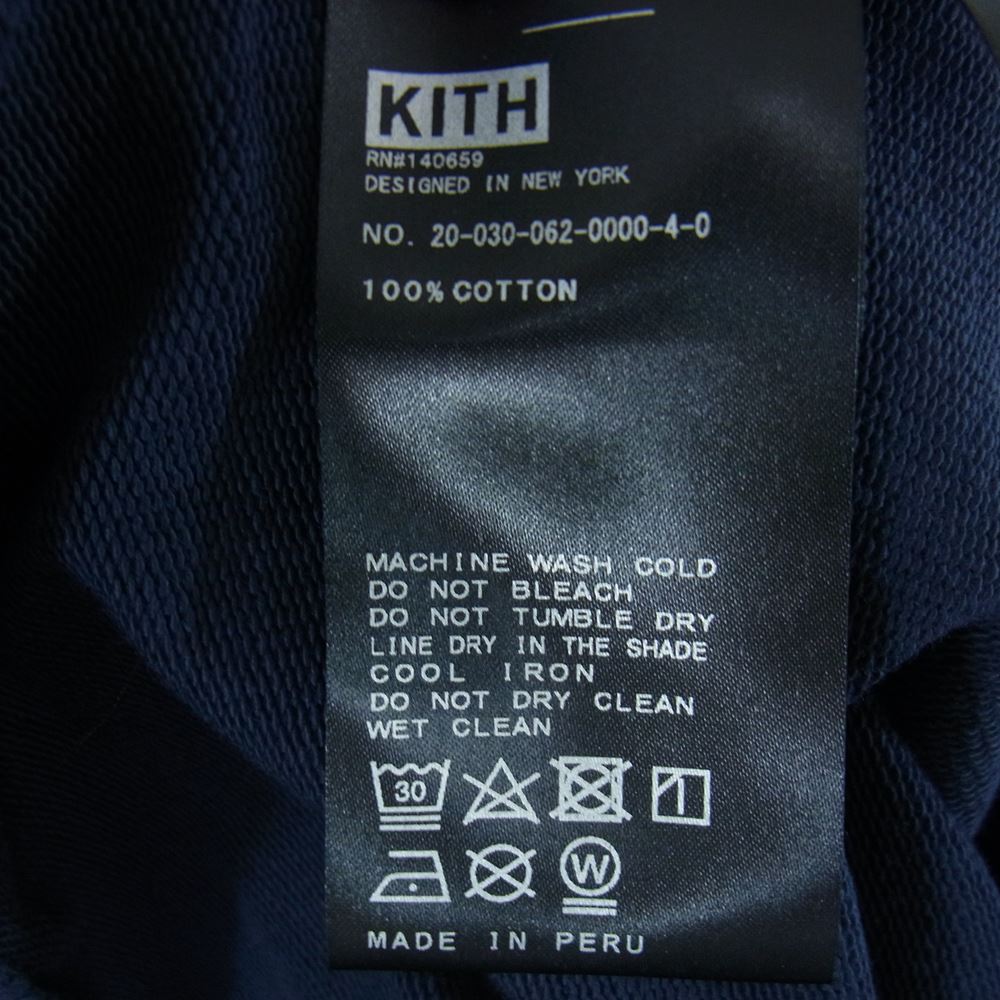 KITH
RN#140659
DESIGNED IN NEW YORK
NO. 20-030-062-0000-4-0
100% COTTON
MACHINE WASH COLD
DO NOT BLEACH
DO NOT TUMBLE DRY
LINE DRY IN THE SHADE
COOL IRON
DO NOT DRY CLEAN
WET CLEAN
30
W
MADE IN PERU